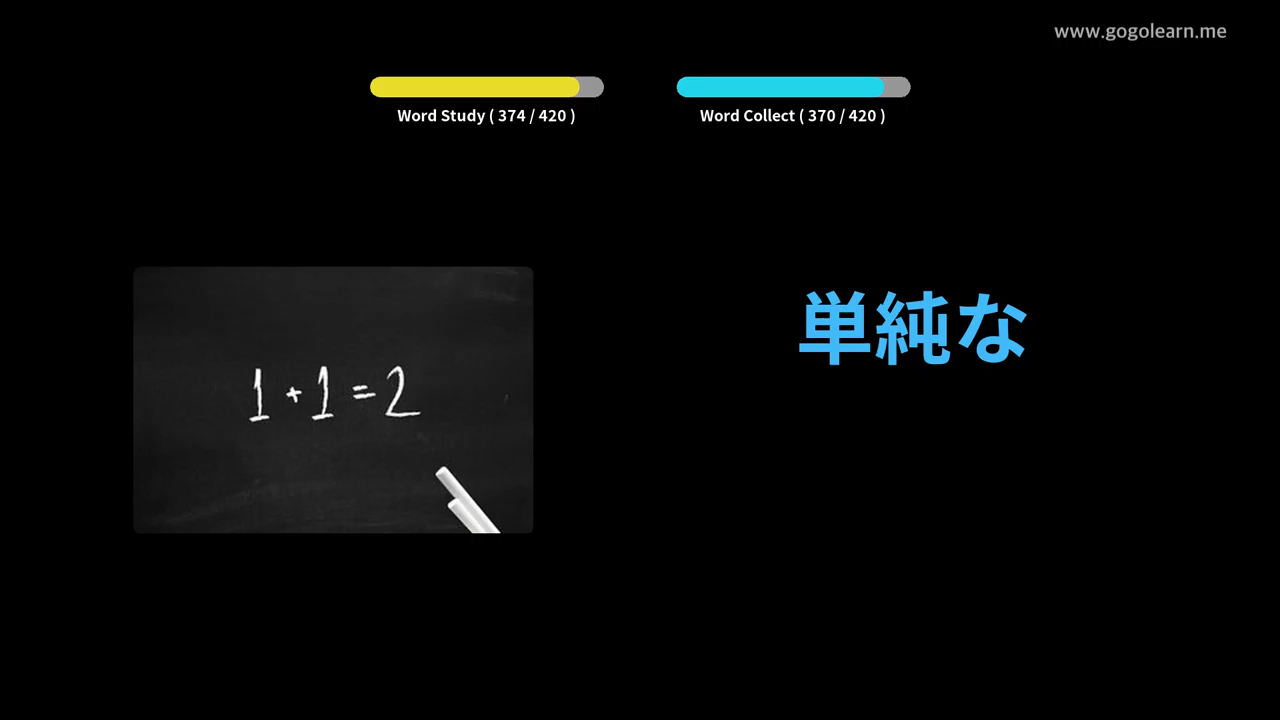 www.gogolearn.me
Word Study ( 374 / 420 )
Word Collect ( 370 / 420 )
1 + 1 = 2
単純な